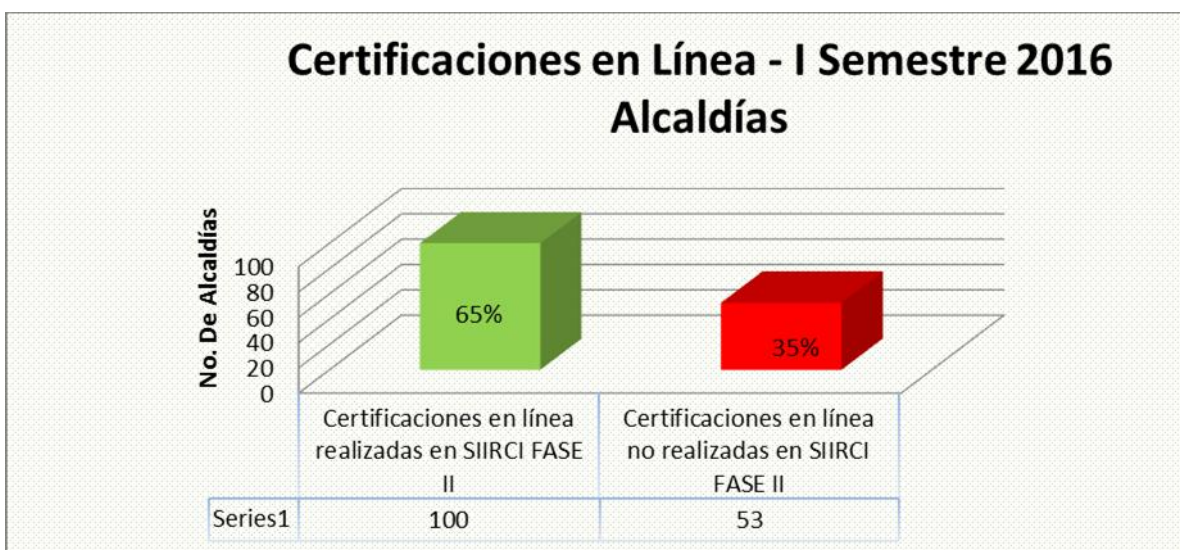 Certificaciones en Línea - I Semestre 2016
Alcaldías
No. De Alcaldías
100
80
60
40
20
0
65%
35%
Certificaciones en línea
realizadas en SIIRCI FASE
II
Certificaciones en línea
no realizadas en SIIRCI
FASE II
Series1 100 53